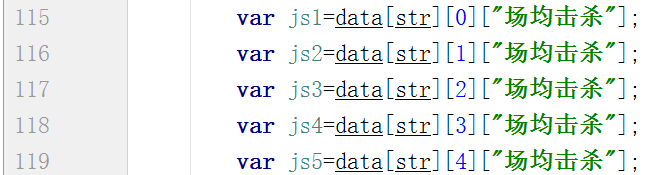 115 var js1=data[str][0]["场均击杀"];
116 var js2=data[str][1]["场均击杀"];
117 var js3=data[str][2]["场均击杀"];
118 var js4=data[str][3]["场均击杀"];
119 var js5=data[str][4]["场均击杀"];